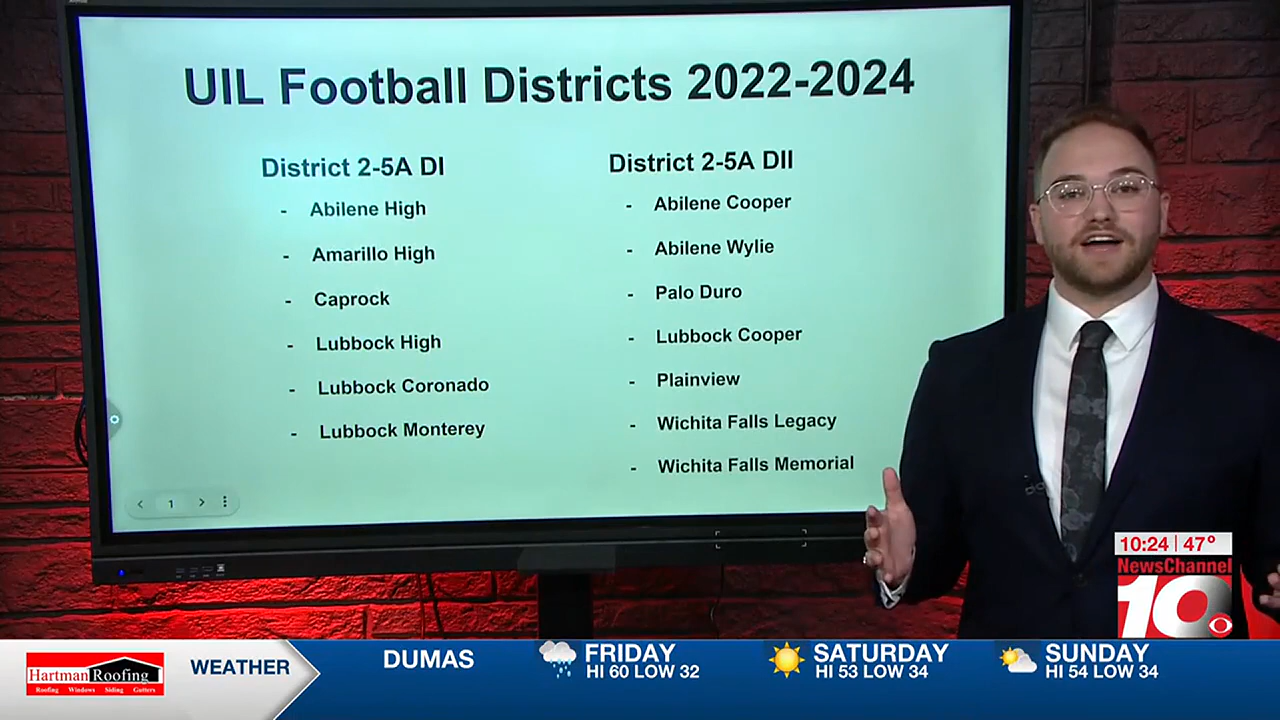 UIL Football Districts 2022-2024
District 2-5A DI
- Abilene High
- Amarillo High
- Caprock
- Lubbock High
- Lubbock Coronado
- Lubbock Monterey
District 2-5A DII
- Abilene Cooper
- Abilene Wylie
- Palo Duro
- Lubbock Cooper
- Plainview
- Wichita Falls Legacy
- Wichita Falls Memorial
1
10:24 | 47°
NewsChannel
10
Hartman Roofing
Roofing Windows Siding Gutters
WEATHER
DUMAS
FRIDAY
HI 60 LOW 32
SATURDAY
HI 53 LOW 34
SUNDAY
HI 54 LOW 34